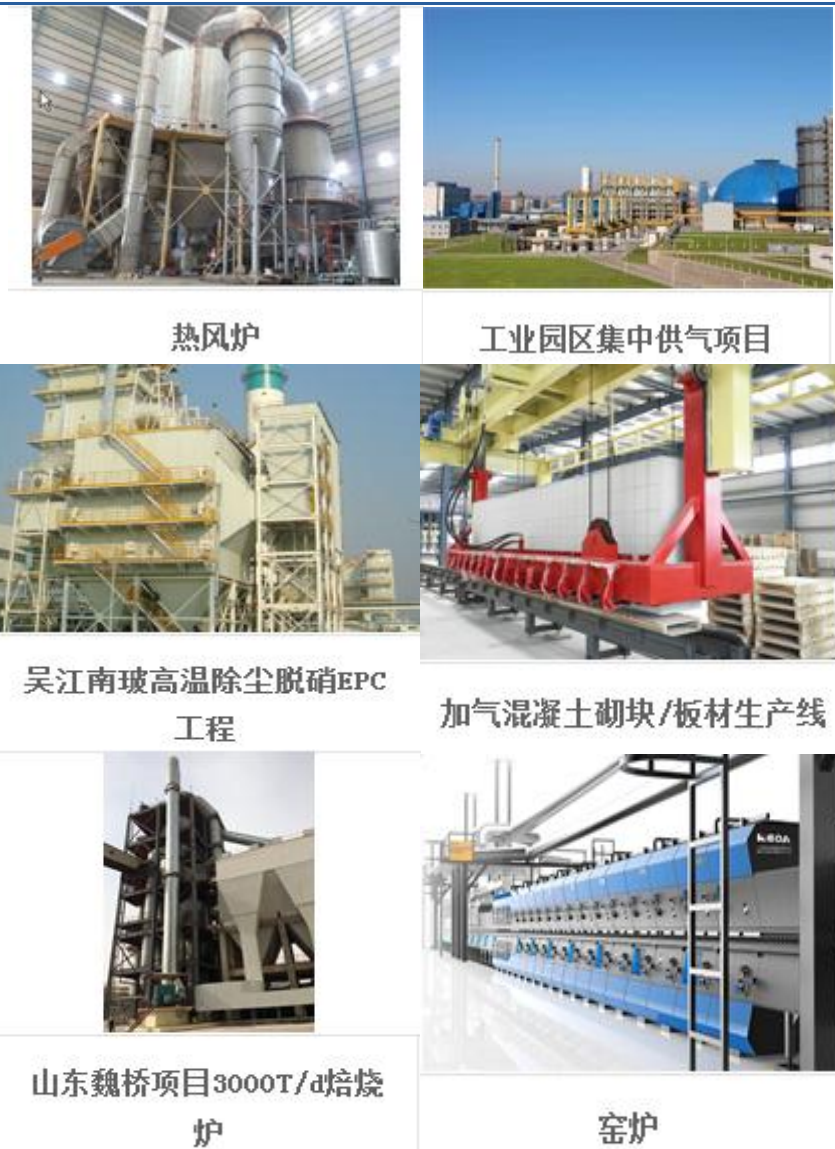 热风炉
工业园区集中供气项目
吴江南玻高温除尘脱硝EPC
工程
加气混凝土砌块/板材生产线
KEDA
山东魏桥项目3000T/d焙烧
炉
窑炉